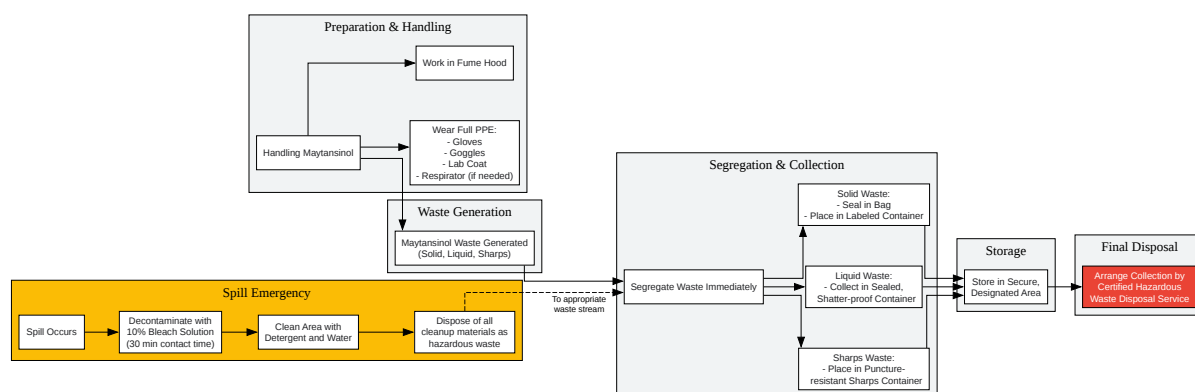 Preparation & Handling
Work in Fume Hood
Handling Maytansinol
Wear Full PPE:
- Gloves
- Goggles
- Lab Coat
- Respirator (if needed)
Waste Generation
Maytansinol Waste Generated
(Solid, Liquid, Sharps)
Spill Emergency
Spill Occurs
Decontaminate with
10% Bleach Solution
(30 min contact time)
Clean Area with
Detergent and Water
Dispose of all
cleanup materials as
hazardous waste
To appropriate
waste stream
Segregation & Collection
Segregate Waste Immediately
Solid Waste:
- Seal in Bag
- Place in Labeled Container
Liquid Waste:
- Collect in Sealed,
Shatter-proof Container
Sharps Waste:
- Place in Puncture-
resistant Sharps Container
Storage
Store in Secure,
Designated Area
Final Disposal
Arrange Collection by
Certified Hazardous
Waste Disposal Service